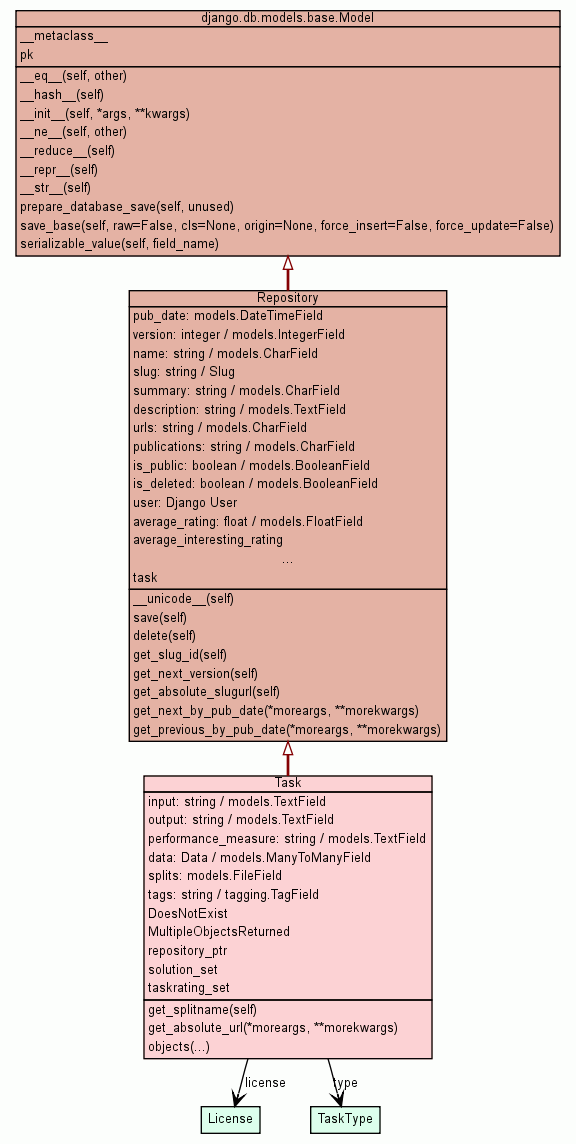 django.db.models.base.Model
__metaclass__
pk
__eq__(self, other)
__hash__(self)
__init__(self, *args, **kwargs)
__ne__(self, other)
__reduce__(self)
__repr__(self)
__str__(self)
prepare_database_save(self, unused)
save_base(self, raw=False, cls=None, origin=None, force_insert=False, force_update=False)
serializable_value(self, field_name)
Repository
pub_date: models.DateTimeField
version: integer / models.IntegerField
name: string / models.CharField
slug: string / Slug
summary: string / models.CharField
description: string / models.TextField
urls: string / models.CharField
publications: string / models.CharField
is_public: boolean / models.BooleanField
is_deleted: boolean / models.BooleanField
user: Django User
average_rating: float / models.FloatField
average_interesting_rating
...
task
__unicode__(self)
save(self)
delete(self)
get_slug_id(self)
get_next_version(self)
get_absolute_slugurl(self)
get_next_by_pub_date(*moreargs, **morekwargs)
get_previous_by_pub_date(*moreargs, **morekwargs)
Task
input: string / models.TextField
output: string / models.TextField
performance_measure: string / models.TextField
data: Data / models.ManyToManyField
splits: models.FileField
tags: string / tagging.TagField
DoesNotExist
MultipleObjectsReturned
repository_ptr
solution_set
taskrating_set
get_splitname(self)
get_absolute_url(*moreargs, **morekwargs)
objects(...)
license type
License TaskType